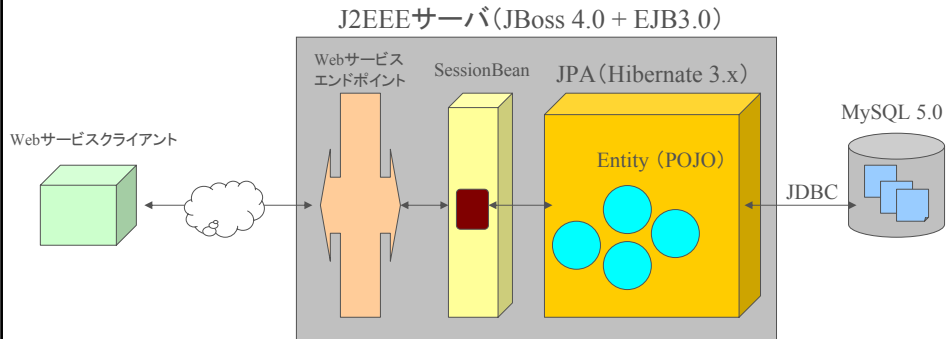 J2EEEサーバ（JBoss 4.0 + EJB3.0）
Webサービス
エンドポイント
SessionBean
JPA（Hibernate 3.x）
MySQL 5.0
Webサービスクライアント
Entity （POJO）
JDBC